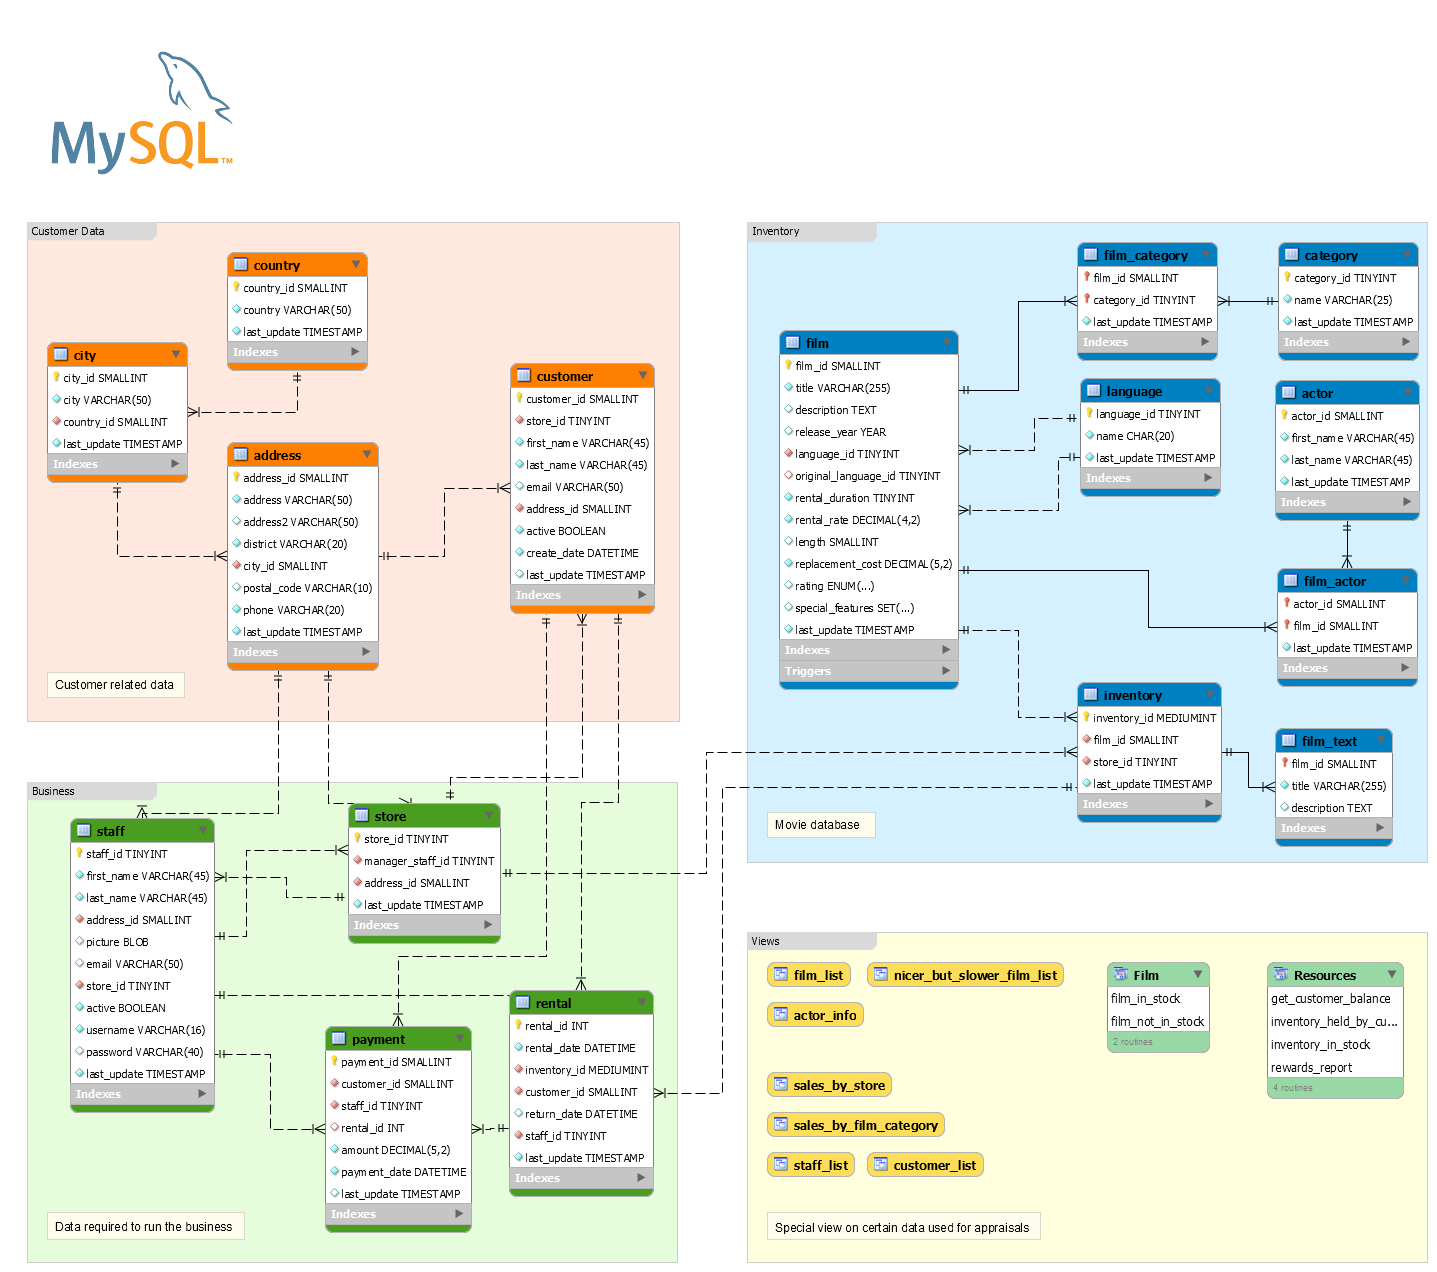 MySQL™
Customer Data
country
country_id SMALLINT
country VARCHAR(50)
last_update TIMESTAMP
Indexes
city
city_id SMALLINT
city VARCHAR(50)
country_id SMALLINT
last_update TIMESTAMP
Indexes
address
address_id SMALLINT
address VARCHAR(50)
address2 VARCHAR(50)
district VARCHAR(20)
city_id SMALLINT
postal_code VARCHAR(10)
phone VARCHAR(20)
last_update TIMESTAMP
Indexes
customer
customer_id SMALLINT
store_id TINYINT
first_name VARCHAR(45)
last_name VARCHAR(45)
email VARCHAR(50)
address_id SMALLINT
active BOOLEAN
create_date DATETIME
last_update TIMESTAMP
Indexes
Customer related data
Business
staff
staff_id TINYINT
first_name VARCHAR(45)
last_name VARCHAR(45)
address_id SMALLINT
picture BLOB
email VARCHAR(50)
store_id TINYINT
active BOOLEAN
username VARCHAR(16)
password VARCHAR(40)
last_update TIMESTAMP
Indexes
store
store_id TINYINT
manager_staff_id TINYINT
address_id SMALLINT
last_update TIMESTAMP
Indexes
payment
payment_id SMALLINT
customer_id SMALLINT
staff_id TINYINT
rental_id INT
amount DECIMAL(5,2)
payment_date DATETIME
last_update TIMESTAMP
Indexes
rental
rental_id INT
rental_date DATETIME
inventory_id MEDIUMINT
customer_id SMALLINT
return_date DATETIME
staff_id TINYINT
last_update TIMESTAMP
Indexes
Data required to run the business
Inventory
film
film_id SMALLINT
title VARCHAR(255)
description TEXT
release_year YEAR
language_id TINYINT
original_language_id TINYINT
rental_duration TINYINT
rental_rate DECIMAL(4,2)
length SMALLINT
replacement_cost DECIMAL(5,2)
rating ENUM(...)
special_features SET(...)
last_update TIMESTAMP
Indexes
Triggers
film_category
film_id SMALLINT
category_id TINYINT
last_update TIMESTAMP
Indexes
category
category_id TINYINT
name VARCHAR(25)
last_update TIMESTAMP
Indexes
language
language_id TINYINT
name CHAR(20)
last_update TIMESTAMP
Indexes
actor
actor_id SMALLINT
first_name VARCHAR(45)
last_name VARCHAR(45)
last_update TIMESTAMP
Indexes
film_actor
actor_id SMALLINT
film_id SMALLINT
last_update TIMESTAMP
Indexes
inventory
inventory_id MEDIUMINT
film_id SMALLINT
store_id TINYINT
last_update TIMESTAMP
Indexes
film_text
film_id SMALLINT
title VARCHAR(255)
description TEXT
Indexes
Movie database
Views
film_list
nicer_but_slower_film_list
actor_info
sales_by_store
sales_by_film_category
staff_list
customer_list
Film
film_in_stock
film_not_in_stock
2 routines
Resources
get_customer_balance
inventory_held_by_cu...
inventory_in_stock
rewards_report
4 routines
Special view on certain data used for appraisals